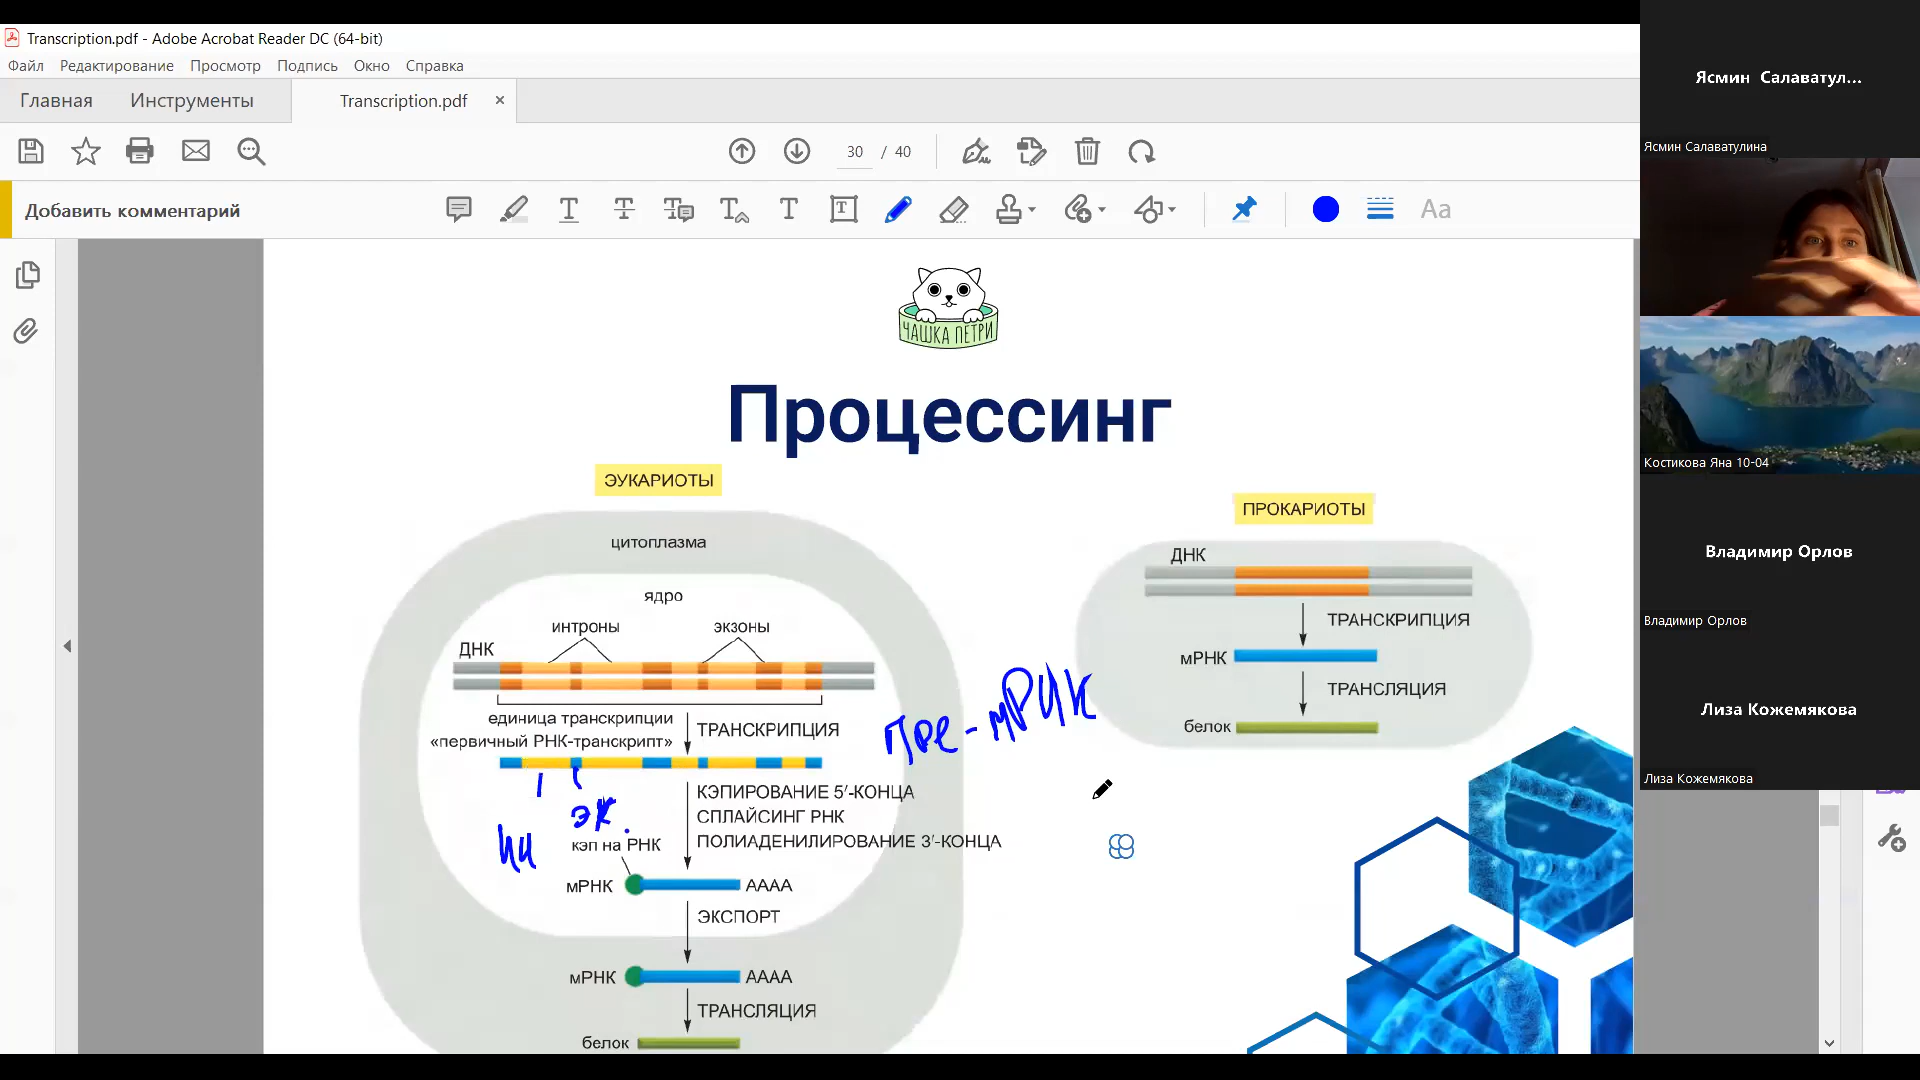 Transcription.pdf - Adobe Acrobat Reader DC (64-bit)
Файл Редактирование Просмотр Подпись Окно Справка
Главная Инструменты Transcription.pdf ×
30 / 40
Добавить комментарий
Aa
ЧАШКА ПЕТРИ
Процессинг
ЭУКАРИОТЫ
цитоплазма
ядро
интроны экзоны
ДНК
единица транскрипции
«первичный РНК-транскрипт»
ТРАНСКРИПЦИЯ
пре-мРНК
ин
эк.
КЭПИРОВАНИЕ 5′-КОНЦА
СПЛАЙСИНГ РНК
ПОЛИАДЕНИЛИРОВАНИЕ 3′-КОНЦА
кэп на РНК
мРНК АААА
ЭКСПОРТ
мРНК АААА
ТРАНСЛЯЦИЯ
белок
ПРОКАРИОТЫ
ДНК
ТРАНСКРИПЦИЯ
мРНК
ТРАНСЛЯЦИЯ
белок
Ясмин Салаватул...
Ясмин Салаватулина
Костикова Яна 10-04
Владимир Орлов
Владимир Орлов
Лиза Кожемякова
Лиза Кожемякова